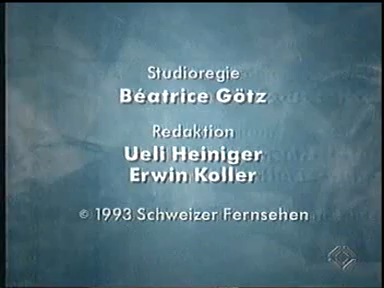 Studioregie
Béatrice Götz
Redaktion
Ueli Heiniger
Erwin Koller
© 1993 Schweizer Fernsehen